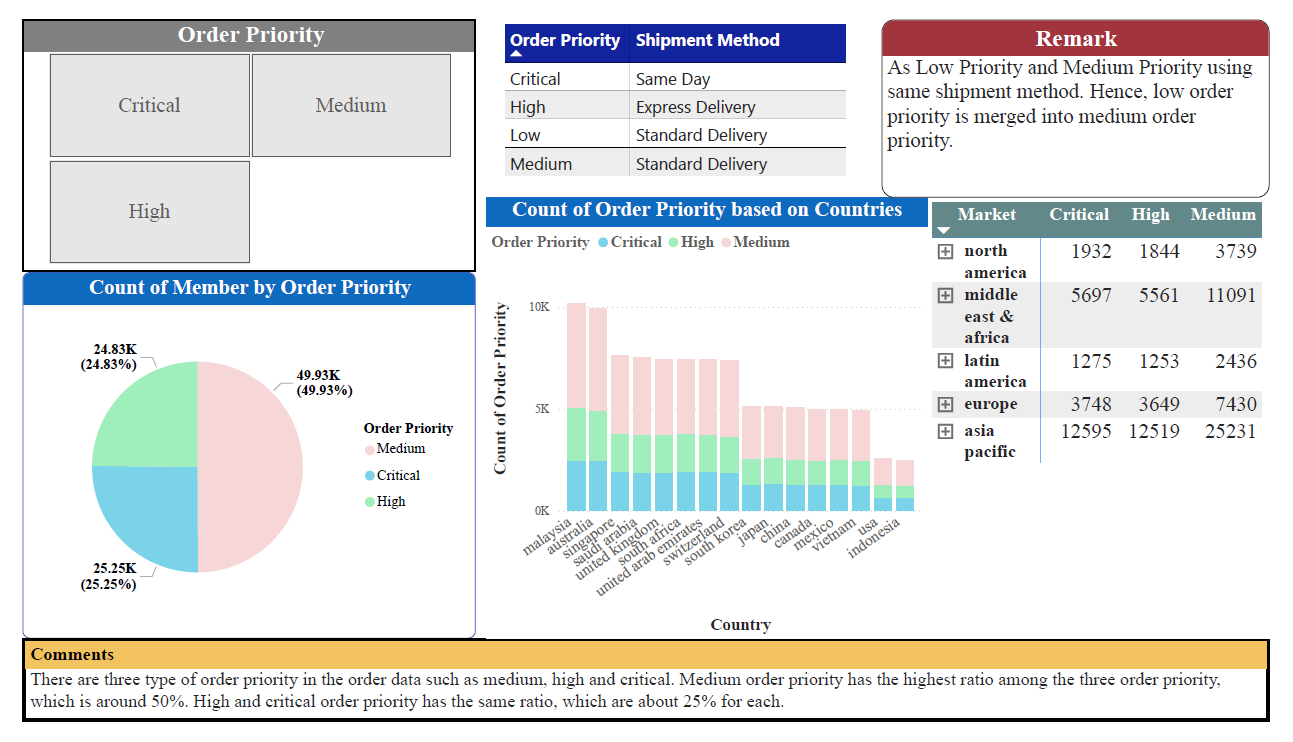 Order Priority
Critical
Medium
High
Order Priority Shipment Method
Critical Same Day
High Express Delivery
Low Standard Delivery
Medium Standard Delivery
Remark
As Low Priority and Medium Priority using
same shipment method. Hence, low order
priority is merged into medium order
priority.
Count of Member by Order Priority
24.83K
(24.83%)
49.93K
(49.93%)
25.25K
(25.25%)
Order Priority
Medium
Critical
High
Count of Order Priority based on Countries
Order Priority Critical High Medium
Count of Order Priority
10K
5K
0K
malaysia
australia
singapore
saudi arabia
united kingdom
south africa
united arab emirates
switzerland
south korea
japan
china
canada
mexico
vietnam
usa
indonesia
Country
Market Critical High Medium
north 1932 1844 3739
america
middle 5697 5561 11091
east &
africa
latin 1275 1253 2436
america
europe 3748 3649 7430
asia 12595 12519 25231
pacific
Comments
There are three type of order priority in the order data such as medium, high and critical. Medium order priority has the highest ratio among the three order priority,
which is around 50%. High and critical order priority has the same ratio, which are about 25% for each.